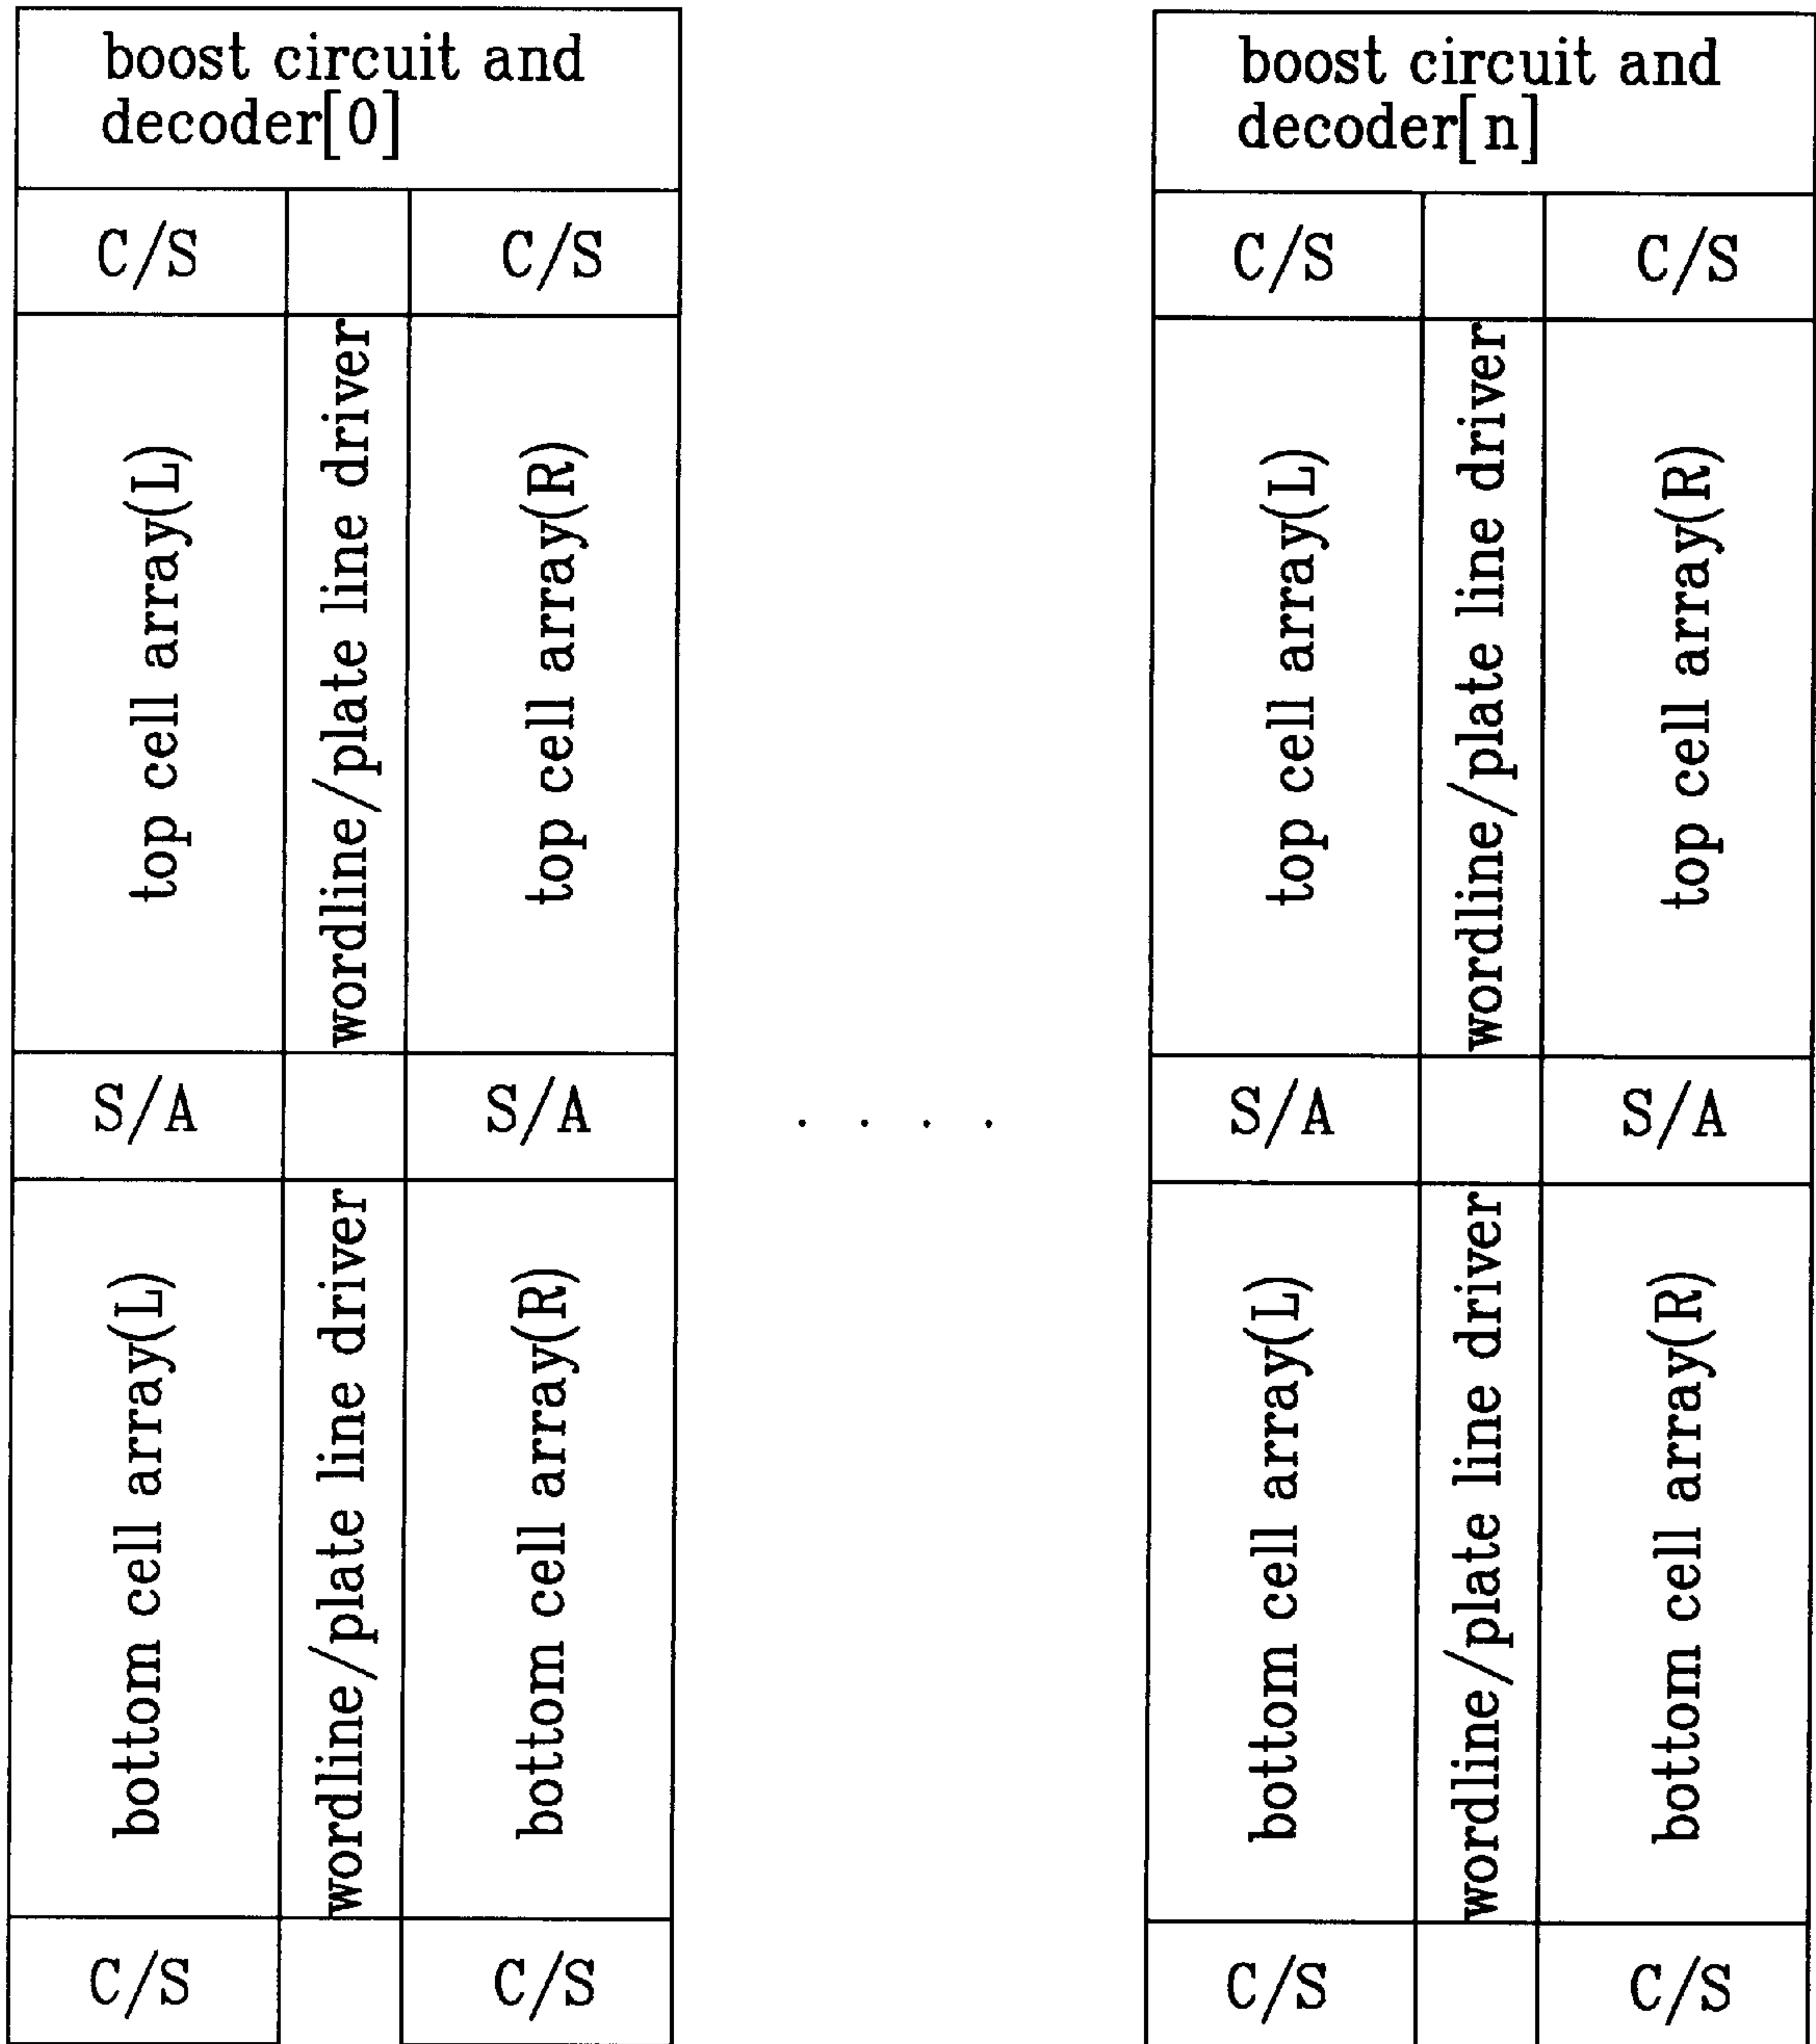 boost circuit and
decoder[0]
C/S
C/S
top cell array(L)
wordline/plate line driver
top cell array(R)
S/A
S/A
bottom cell array(L)
wordline/plate line driver
bottom cell array(R)
C/S
C/S
. . . .
boost circuit and
decoder[n]
C/S
C/S
top cell array(L)
wordline/plate line driver
top cell array(R)
S/A
S/A
bottom cell array(L)
wordline/plate line driver
bottom cell array(R)
C/S
C/S